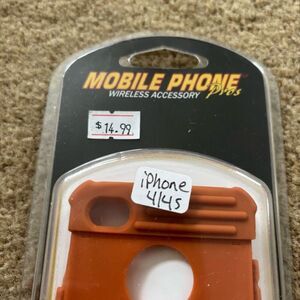 MOBILE PHONE
plus
WIRELESS ACCESSORY
$14.99
iPhone
4/4s